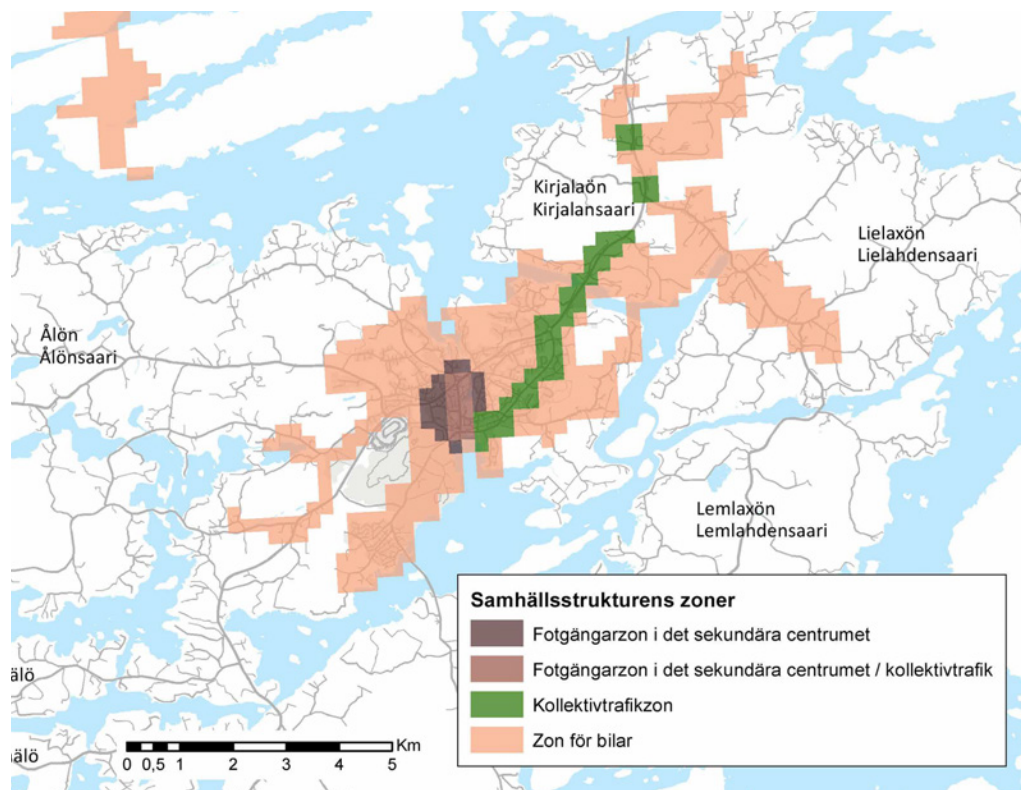 Kirjalaön
Kirjalansaari
Lielaxön
Lielahdensaari
Ålön
Ålönsaari
Lemlaxön
Lemlahdensaari
älö
älö
Samhällsstrukturens zoner
Fotgängarzon i det sekundära centrumet
Fotgängarzon i det sekundära centrumet / kollektivtrafik
Kollektivtrafikzon
Zon för bilar
Km
0 0,5 1 2 3 4 5